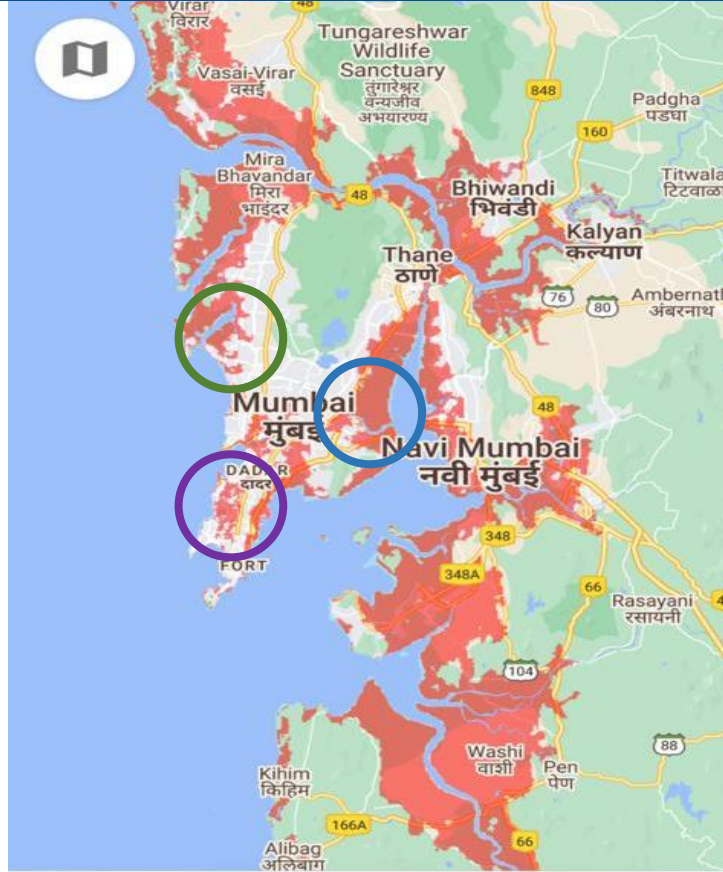 Virar
विरार
48
Tungareshwar
Wildlife
Sanctuary
तुंगारेश्वर
वन्यजीव
अभयारण्य
Vasai-Virar
वसई
848
Padgha
पडघा
160
Mira
Bhavandar
मिरा
भाईंदर
48
Bhiwandi
भिवंडी
Titwala
टिटवाळा
Kalyan
कल्याण
Thane
ठाणे
76
80
Ambernath
अंबरनाथ
Mumbai
मुंबई
48
Navi Mumbai
नवी मुंबई
DADAR
दादर
FORT
348
348A
66
Rasayani
रसायनी
4
104
Washi
वाशी
Pen
पेण
88
Kihim
किहिम
166A
66
Alibag
अलिबाग